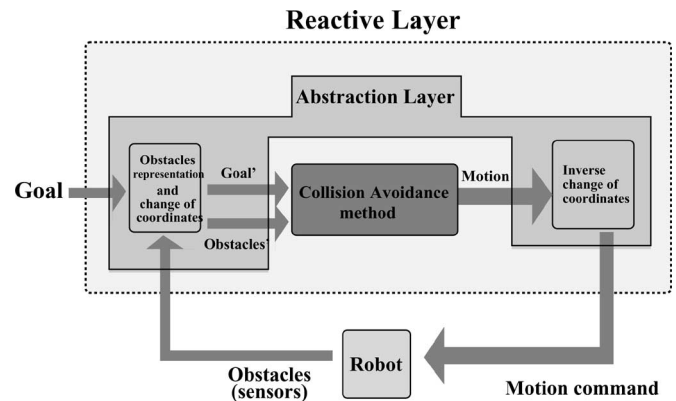 Reactive Layer
Abstraction Layer
Obstacles
representation
and
change of
coordinates
Goal
Goal'
Obstacles'
Collision Avoidance
method
Motion
Inverse
change of
coordinates
Robot
Obstacles
(sensors)
Motion command